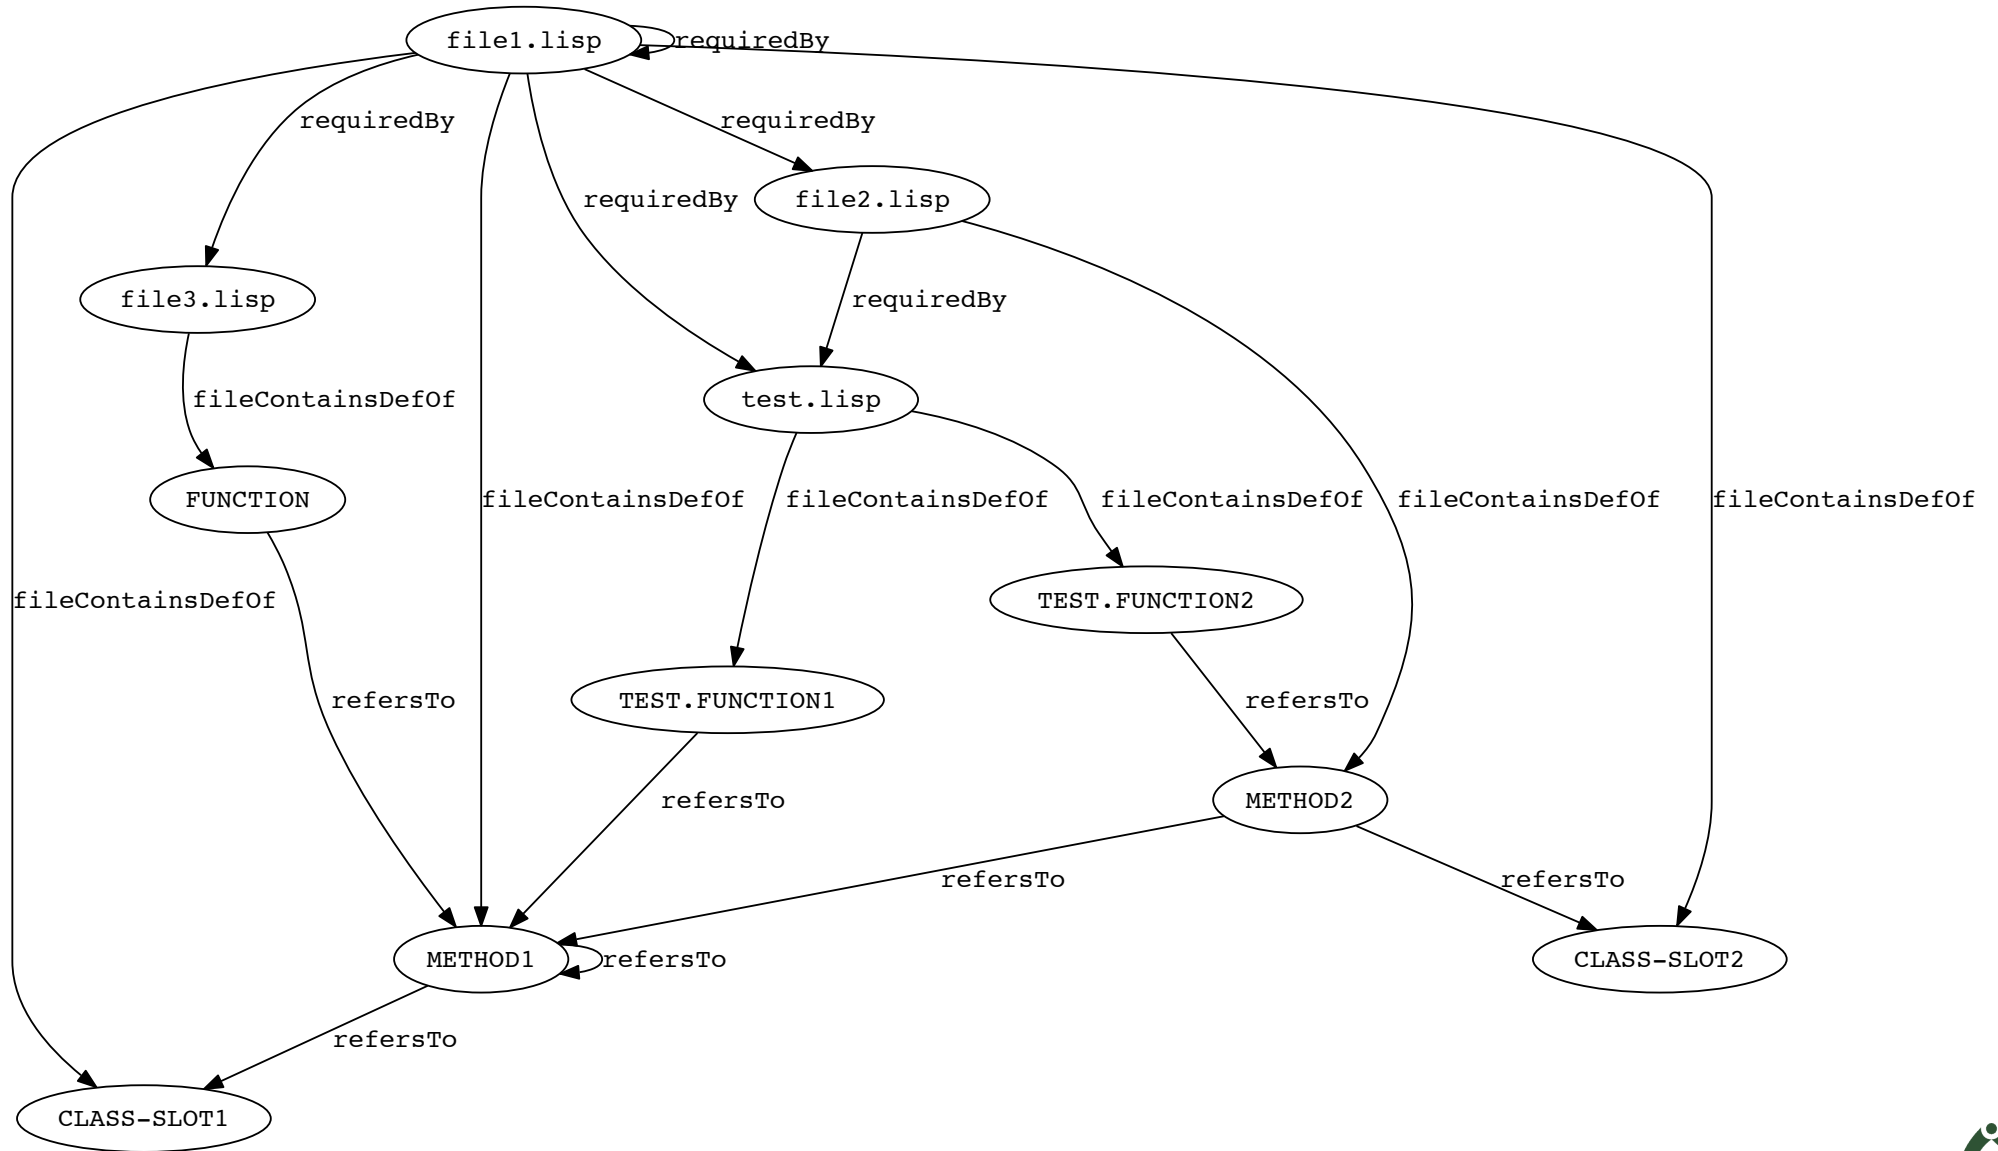 file1.lisp
requiredBy
requiredBy
requiredBy
requiredBy
file2.lisp
file3.lisp
requiredBy
fileContainsDefOf
test.lisp
FUNCTION
fileContainsDefOf
fileContainsDefOf
fileContainsDefOf
fileContainsDefOf
fileContainsDefOf
fileContainsDefOf
TEST.FUNCTION2
refersTo
TEST.FUNCTION1
refersTo
refersTo
METHOD2
refersTo
refersTo
METHOD1
refersTo
CLASS-SLOT2
refersTo
CLASS-SLOT1